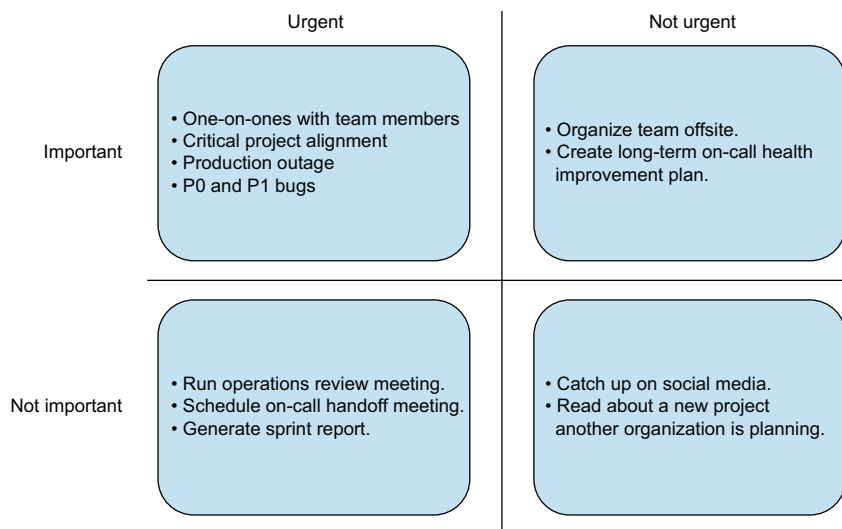 Urgent
Not urgent
Important
• One-on-ones with team members
• Critical project alignment
• Production outage
• P0 and P1 bugs
• Organize team offsite.
• Create long-term on-call health
improvement plan.
Not important
• Run operations review meeting.
• Schedule on-call handoff meeting.
• Generate sprint report.
• Catch up on social media.
• Read about a new project
another organization is planning.